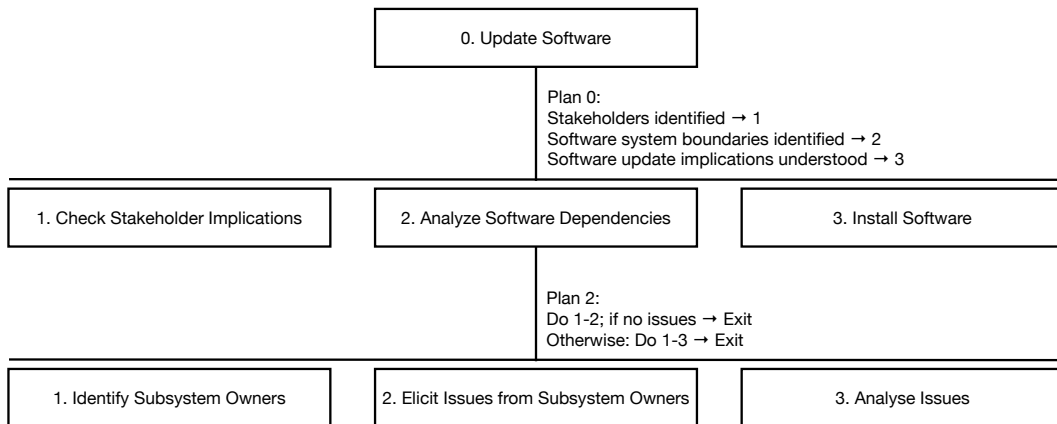 0. Update Software
Plan 0:
Stakeholders identified → 1
Software system boundaries identified → 2
Software update implications understood → 3
1. Check Stakeholder Implications
2. Analyze Software Dependencies
3. Install Software
Plan 2:
Do 1-2; if no issues → Exit
Otherwise: Do 1-3 → Exit
1. Identify Subsystem Owners
2. Elicit Issues from Subsystem Owners
3. Analyse Issues